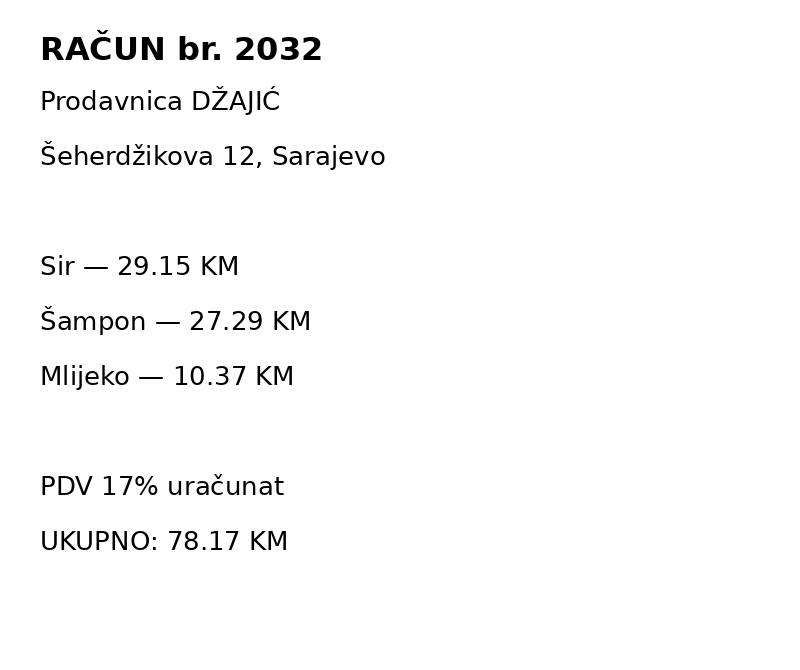 RAČUN br. 2032
Prodavnica DŽAJIĆ
Šeherdžikova 12, Sarajevo
Sir — 29.15 KM
Šampon — 27.29 KM
Mlijeko — 10.37 KM
PDV 17% uračunat
UKUPNO: 78.17 KM